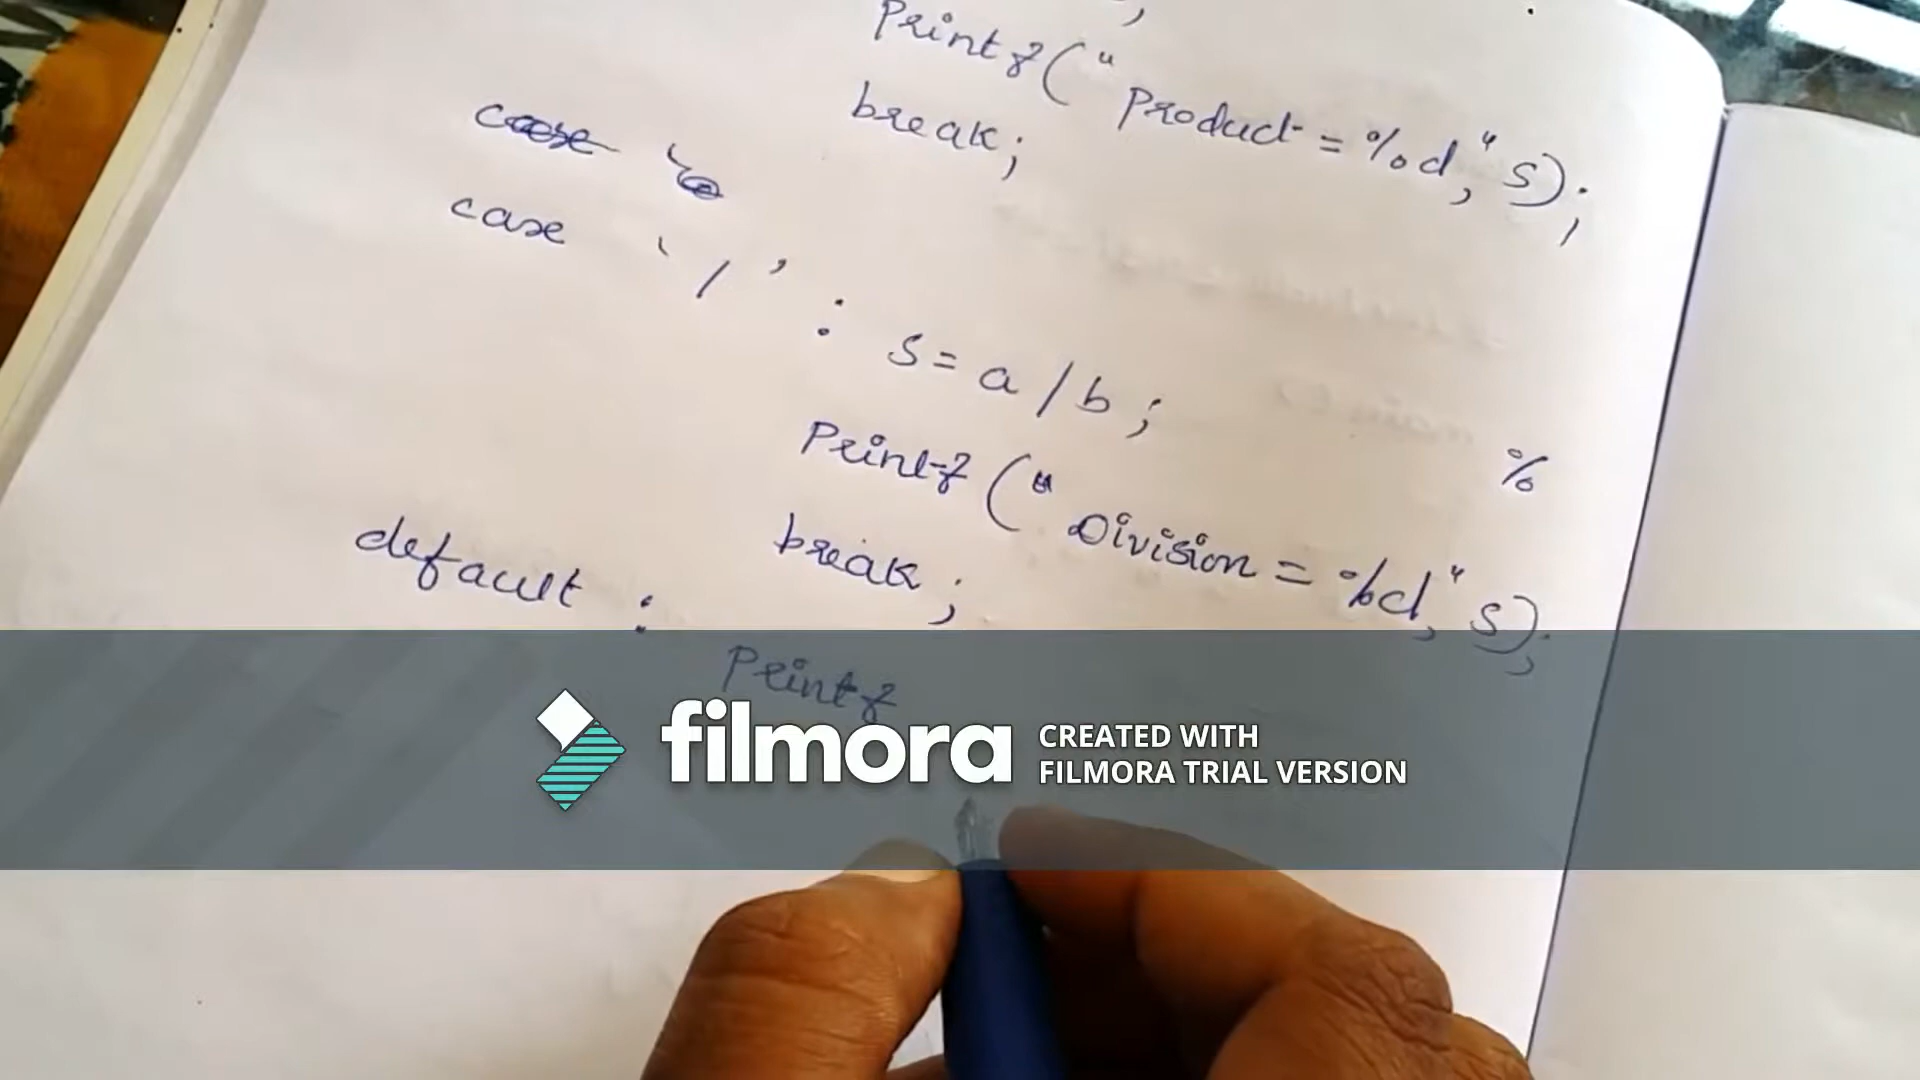 printf(" product = %d," s);
break;
case
case ' / ' : s = a / b ;
%
printf (" Division = %d," s);
break ;
default :
printf
filmora CREATED WITH
FILMORA TRIAL VERSION